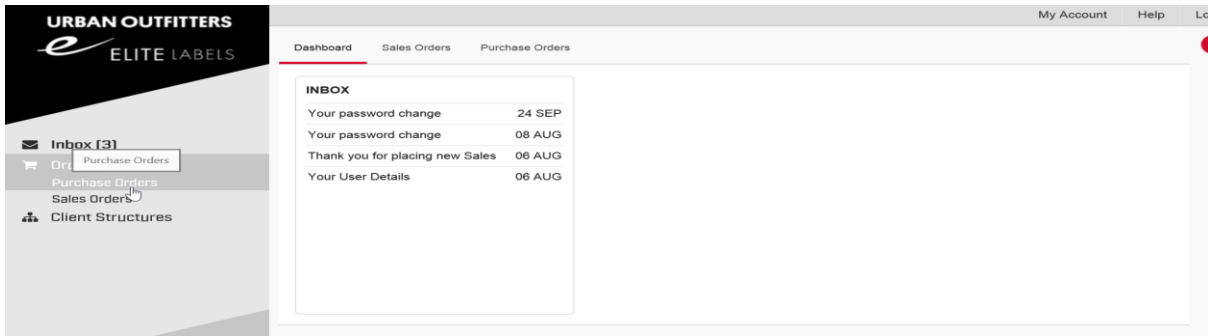 URBAN OUTFITTERS
e ELITE LABELS
My Account Help
Dashboard Sales Orders Purchase Orders
INBOX
Your password change 24 SEP
Your password change 08 AUG
Thank you for placing new Sales 06 AUG
Your User Details 06 AUG
Inbox (3)
Purchase Orders
Purchase Orders
Sales Orders
Client Structures